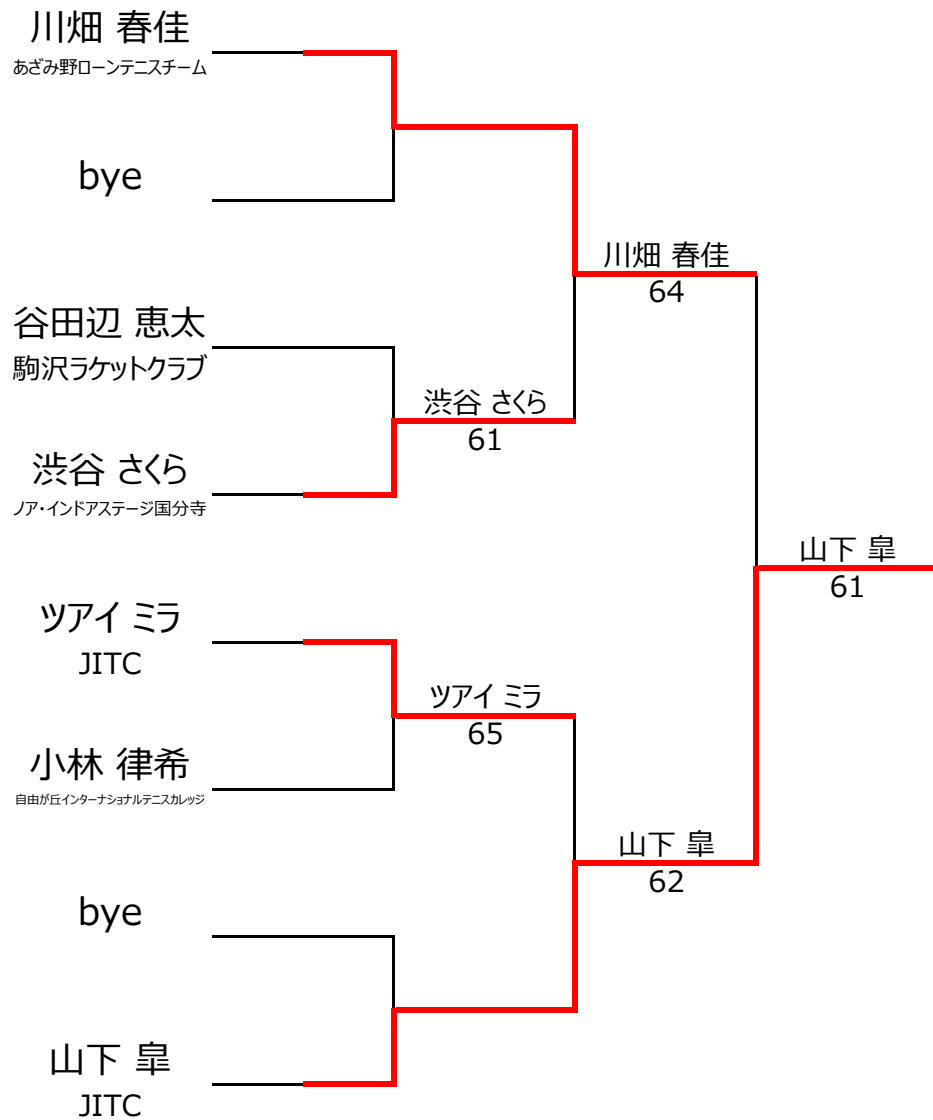 川畑 春佳
あざみ野ローンテニスチーム
bye
川畑 春佳
64
谷田辺 恵太
駒沢ラケットクラブ
渋谷 さくら
61
渋谷 さくら
ノア・インドアステージ国分寺
山下 皐
61
ツアイ ミラ
JITC
ツアイ ミラ
65
小林 律希
自由が丘インターナショナルテニスカレッジ
山下 皐
62
bye
山下 皐
JITC